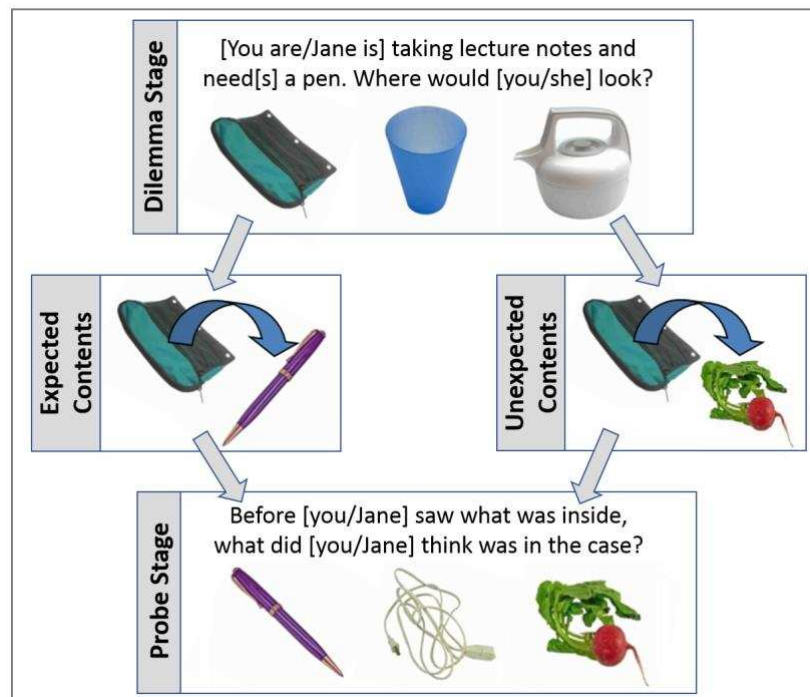 Dilemma Stage
[You are/Jane is] taking lecture notes and
need[s] a pen. Where would [you/she] look?
Expected
Contents
Unexpected
Contents
Probe Stage
Before [you/Jane] saw what was inside,
what did [you/Jane] think was in the case?